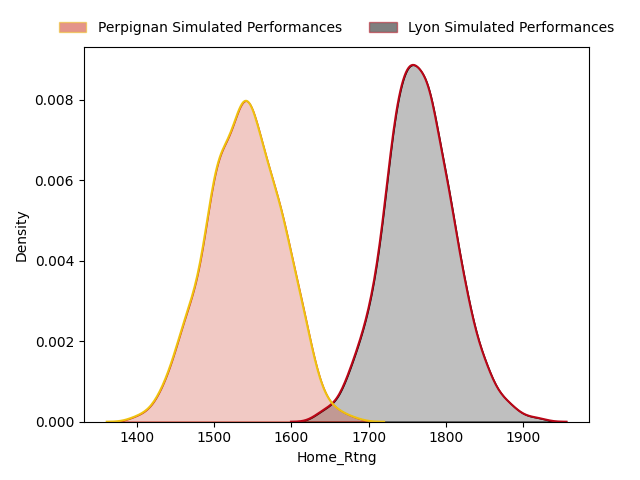 Perpignan Simulated Performances Lyon Simulated Performances
0.008
0.006
0.004
0.002
0.000
Density
1400 1500 1600 1700 1800 1900
Home_Rtng